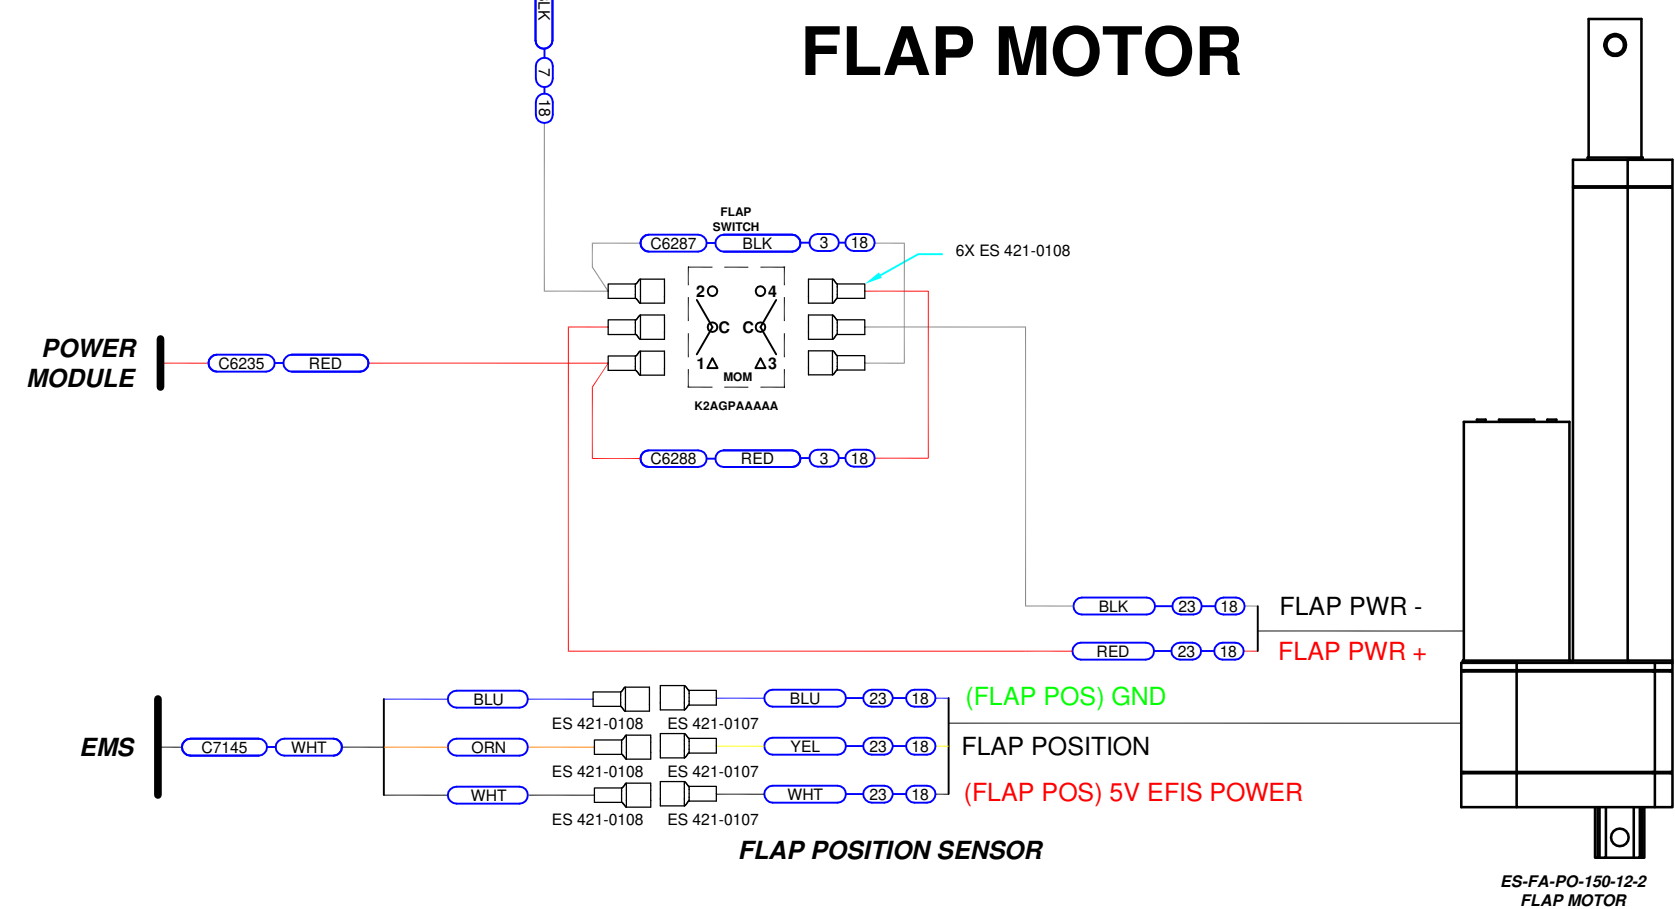 FLAP MOTOR
7
18
FLAP
SWITCH
C6287 BLK 3 18
6X ES 421-0108
2 4
C C
1 3
MOM
K2AGPAAAAA
POWER
MODULE
C6235 RED
C6288 RED 3 18
BLK 23 18 FLAP PWR -
RED 23 18 FLAP PWR +
EMS
C7145 WHT
BLU BLU 23 18 (FLAP POS) GND
ES 421-0108 ES 421-0107
ORN YEL 23 18 FLAP POSITION
ES 421-0108 ES 421-0107
WHT WHT 23 18 (FLAP POS) 5V EFIS POWER
ES 421-0108 ES 421-0107
FLAP POSITION SENSOR
ES-FA-PO-150-12-2
FLAP MOTOR